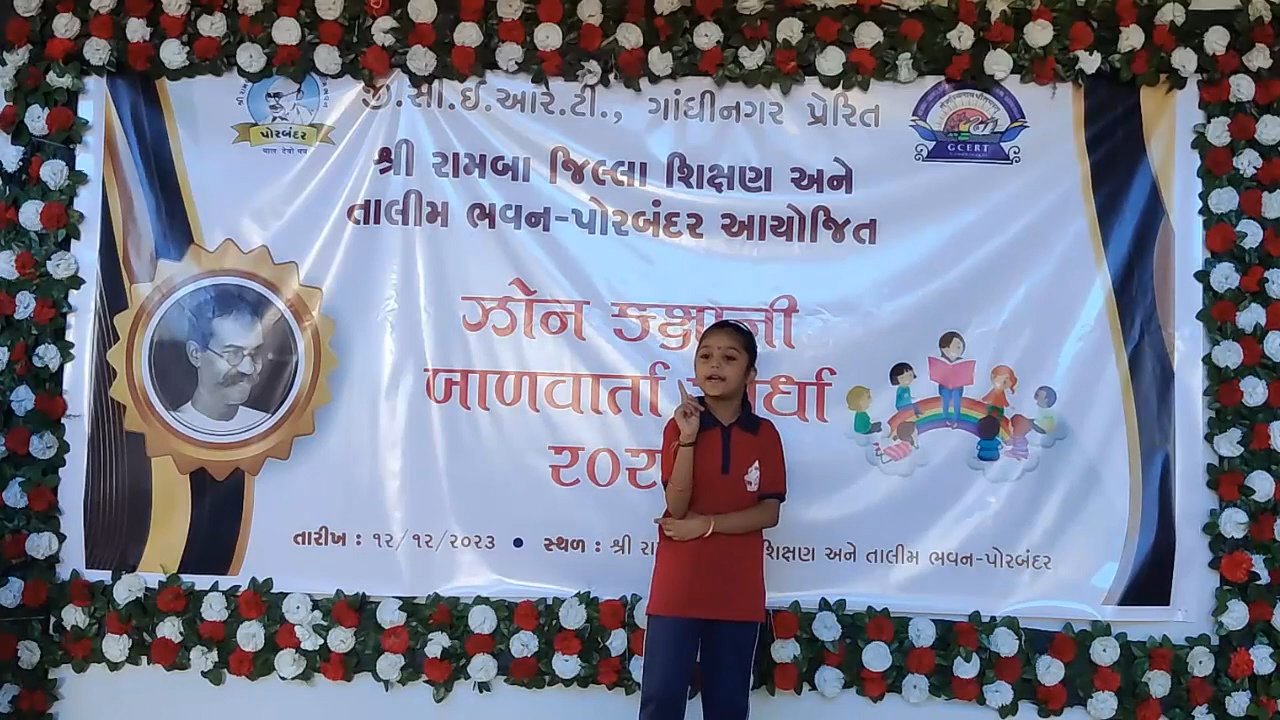 પોરબંદર
GCERT
જી.સી.ઈ.આર.ટી., ગાંધીનગર પ્રેરિત
શ્રી રામબા જિલ્લા શિક્ષણ અને
તાલીમ ભવન-પોરબંદર આયોજિત
ઝોન કક્ષાની
બાળવાર્તા
૨૦૨
તારીખ : ૧૨/૧૨/૨૦૨૩ • સ્થળ : શ્રી શિક્ષણ અને તાલીમ ભવન-પોરબંદર